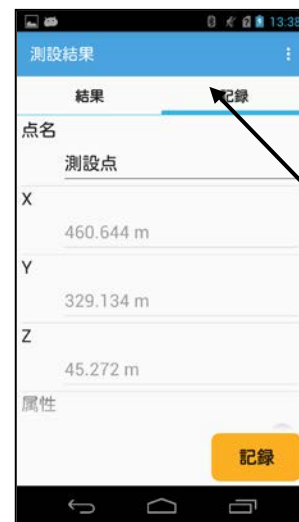 13:38
測設結果
結果
記録
点名
測設点
X
460.644 m
Y
329.134 m
Z
45.272 m
属性
記録